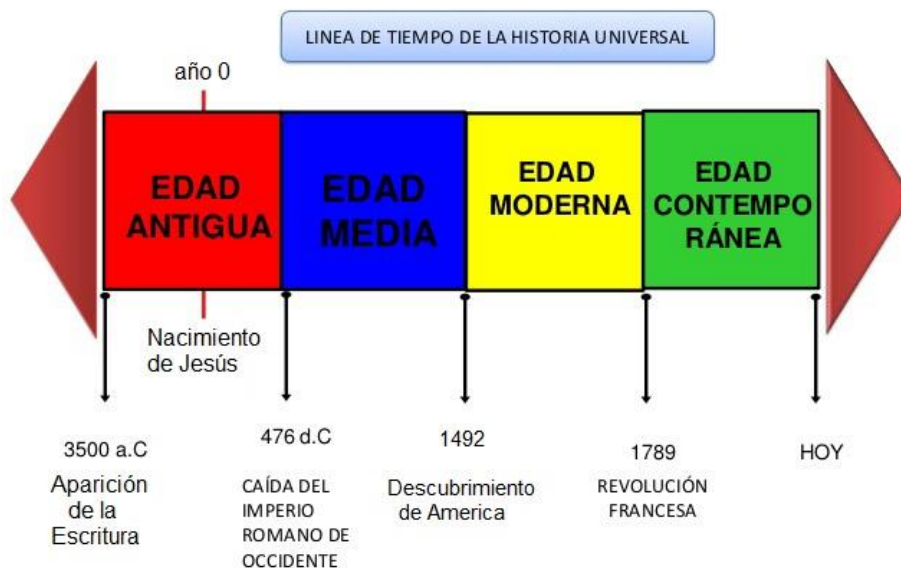 LINEA DE TIEMPO DE LA HISTORIA UNIVERSAL
año 0
EDAD
ANTIGUA
EDAD
MEDIA
EDAD
MODERNA
EDAD
CONTEMPO
RÁNEA
Nacimiento
de Jesús
3500 a.C
Aparición
de la
Escritura
476 d.C
CAÍDA DEL
IMPERIO
ROMANO DE
OCCIDENTE
1492
Descubrimiento
de America
1789
REVOLUCIÓN
FRANCESA
HOY